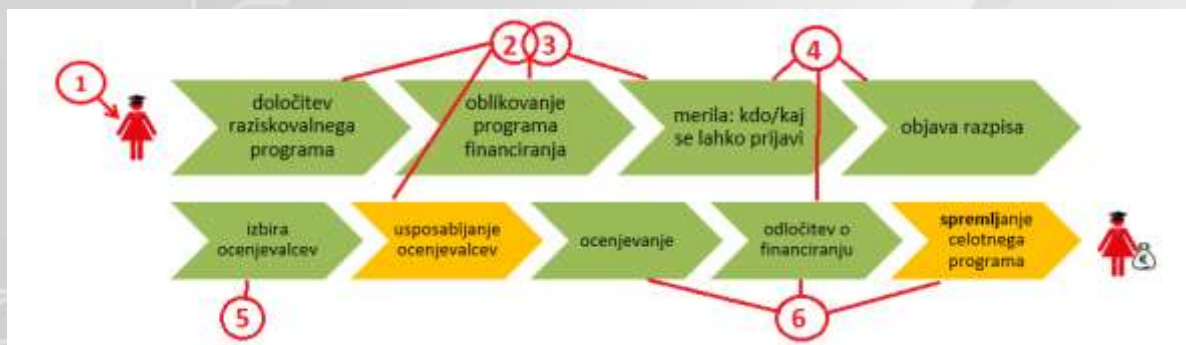 2 3
4
1
določitev
raziskovalnega
programa
oblikovanje
programa
financiranja
merila: kdo/kaj
se lahko prijavi
objava razpisa
izbira
ocenjevalcev
usposabljanje
ocenjevalcev
ocenjevanje
odločitev o
financiranju
spremljanje
celotnega
programa
€
5
6